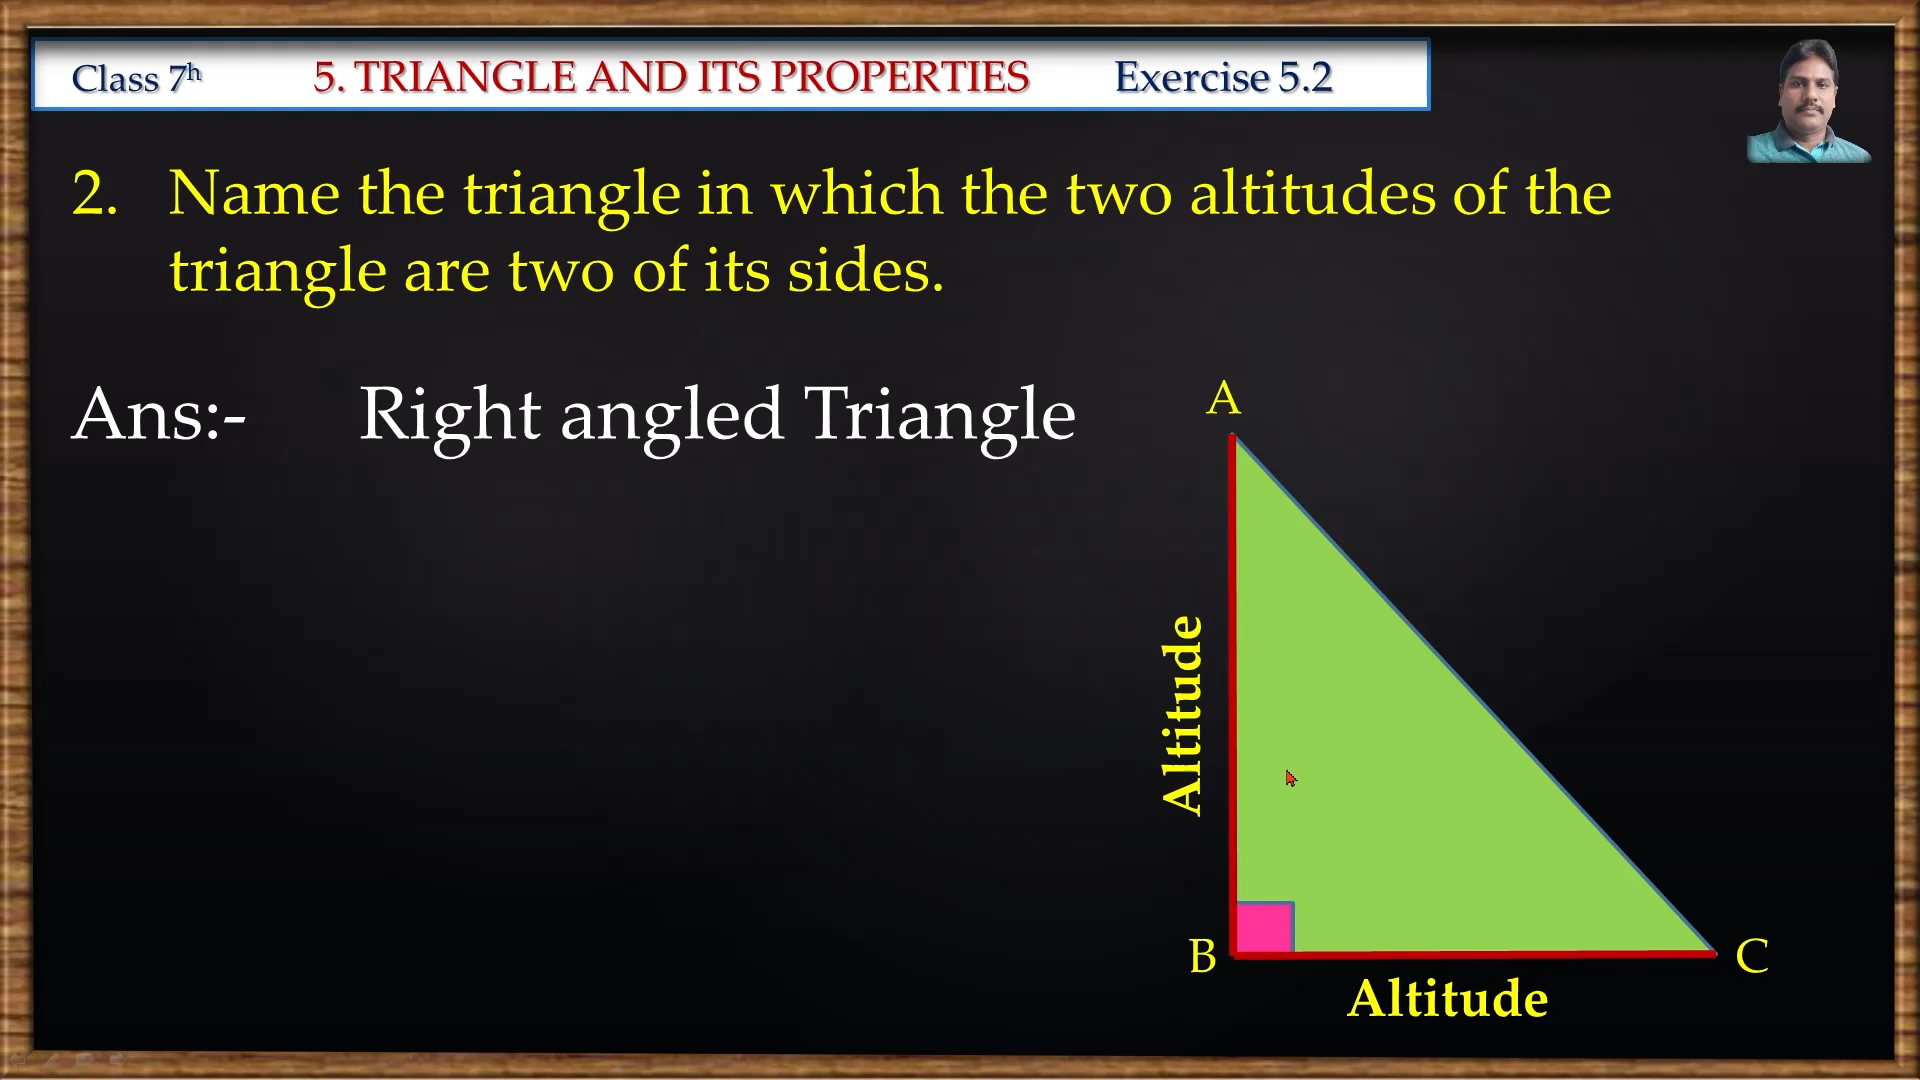 Class 7h 5. TRIANGLE AND ITS PROPERTIES Exercise 5.2
2. Name the triangle in which the two altitudes of the
triangle are two of its sides.
Ans:- Right angled Triangle
A
Altitude
B
C
Altitude